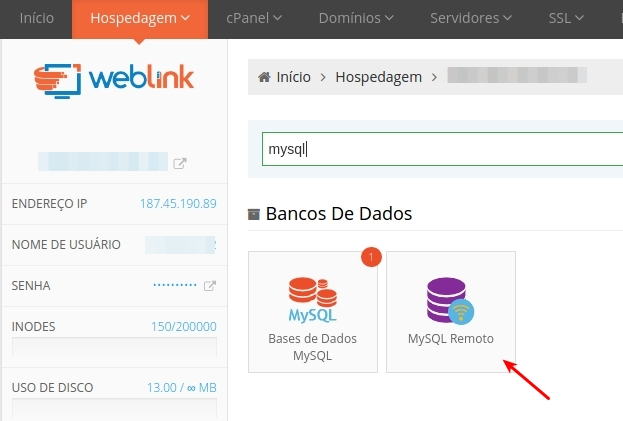 Início Hospedagem cPanel Domínios Servidores SSL
weblink
Início > Hospedagem >
mysql
ENDEREÇO IP 187.45.190.89
NOME DE USUÁRIO
SENHA ··········
INODES 150/200000
USO DE DISCO 13.00 / ∞ MB
Bancos De Dados
1
MySQL
Bases de Dados
MySQL
MySQL Remoto